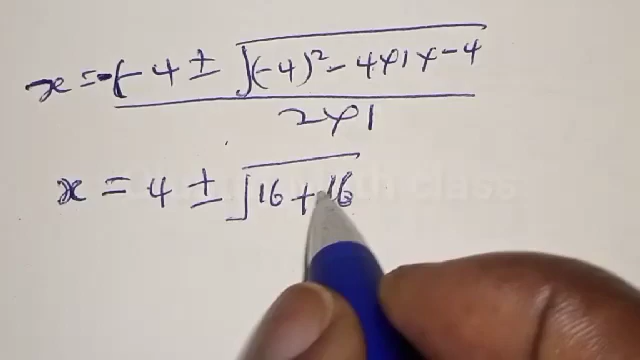 x = -(-4 ± √(-4)² - 4×1×-4
2×1
x = 4 ± √16 + 16